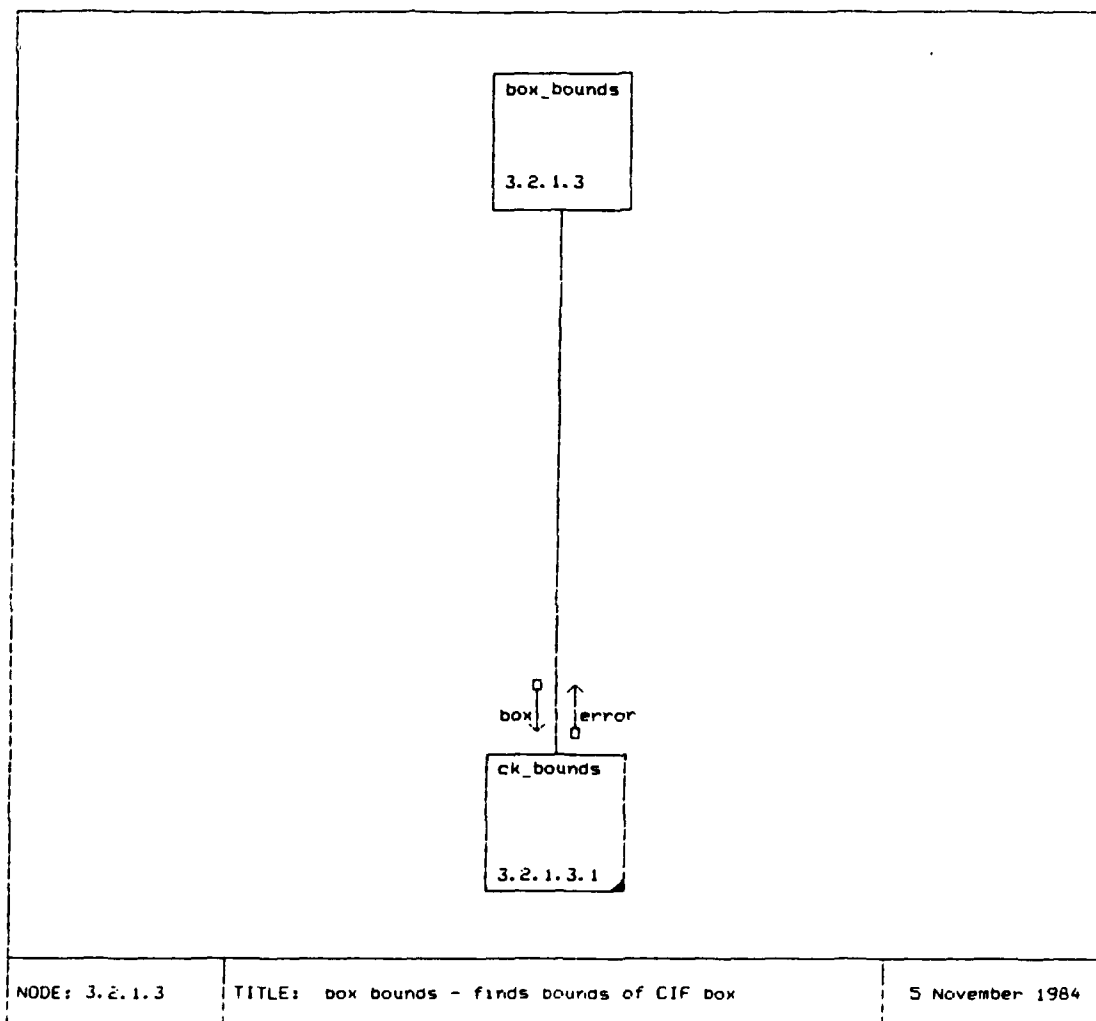 box_bounds
3.2.1.3
box
error
ck_bounds
3.2.1.3.1
NODE: 3.2.1.3
TITLE: box bounds - finds bounds of CIF box
5 November 1984